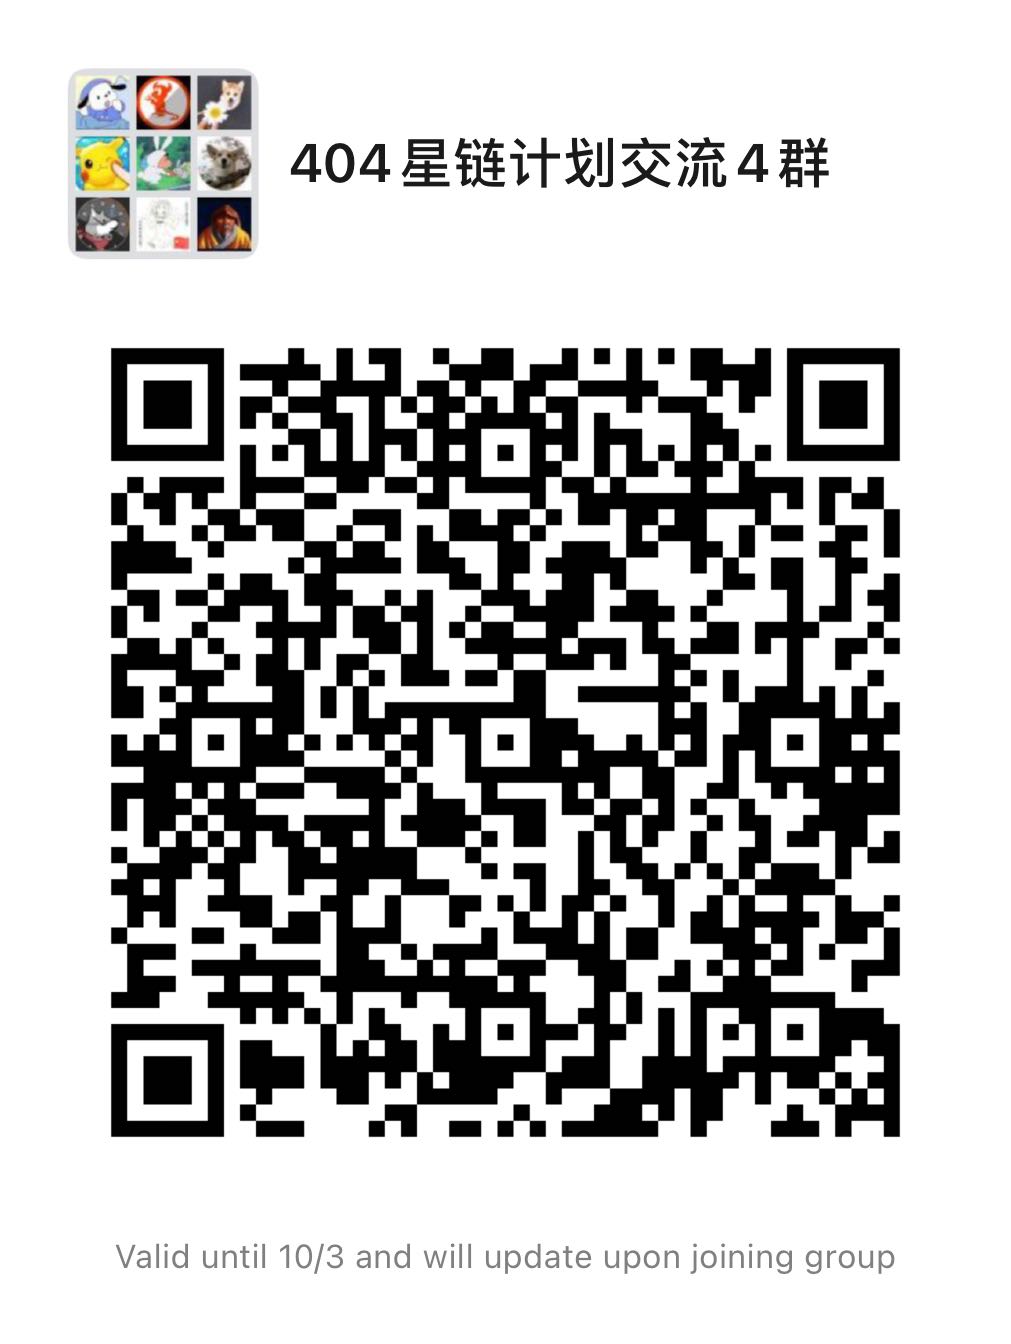 404星链计划交流4群
Valid until 10/3 and will update upon joining group